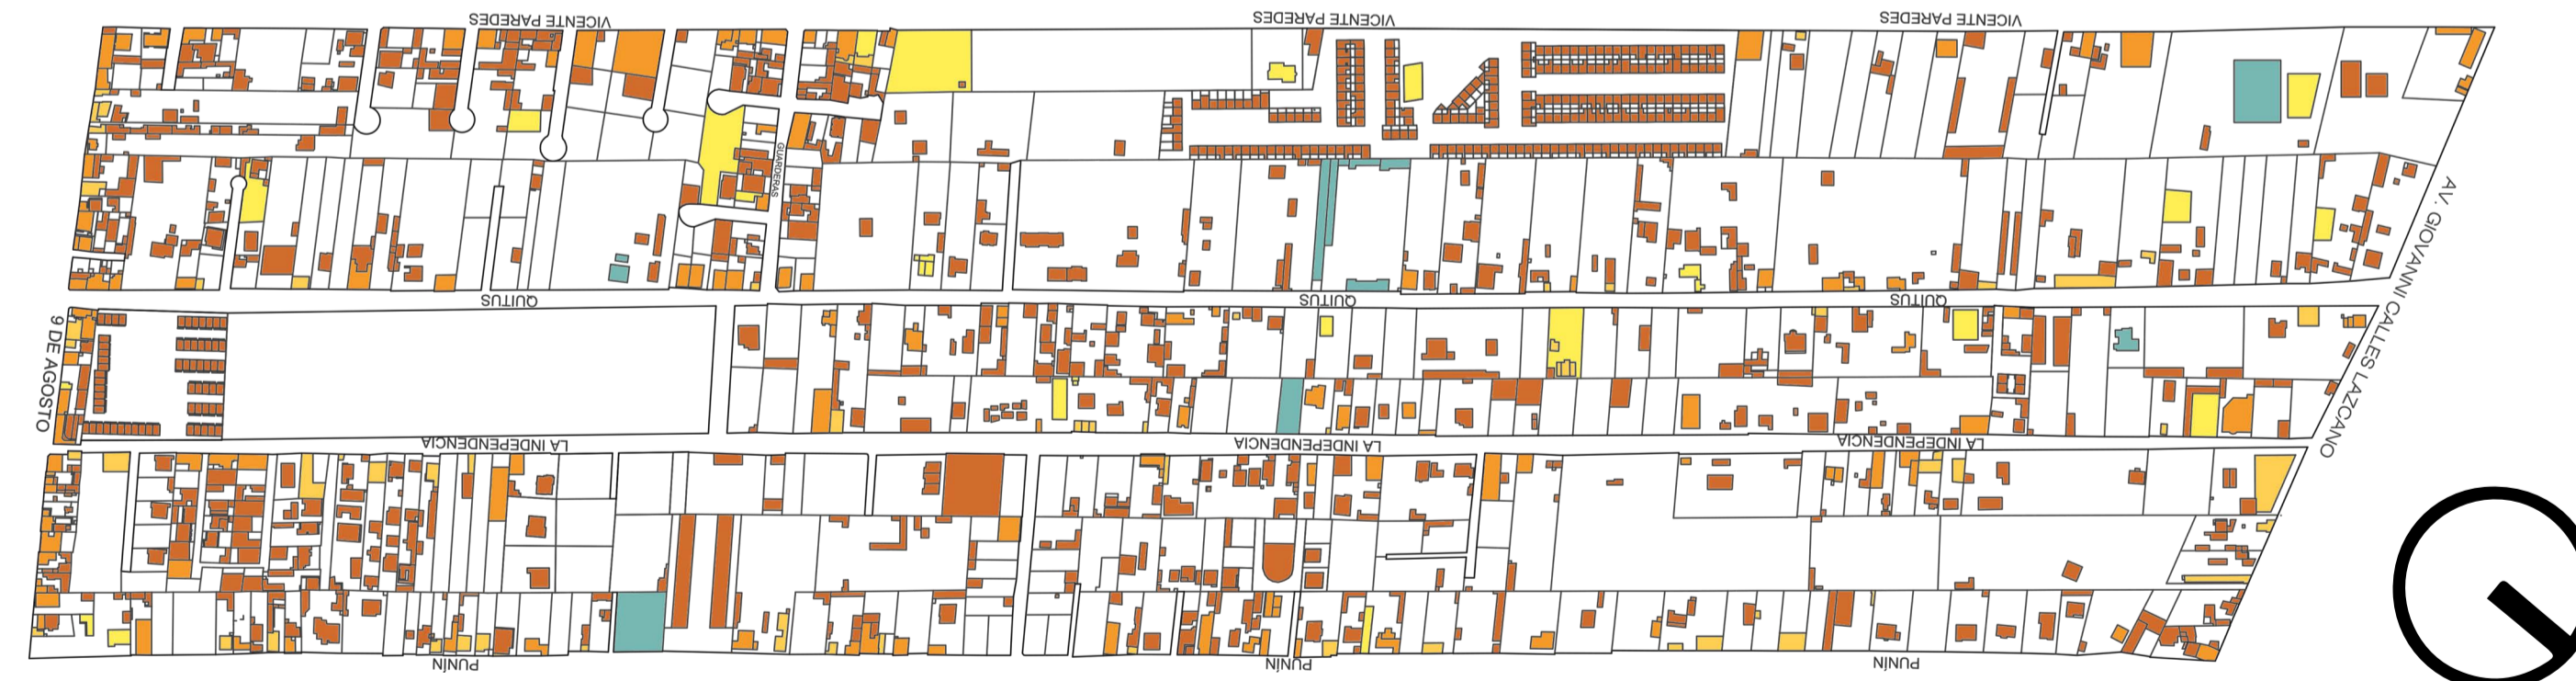 VICENTE PAREDES
VICENTE PAREDES
VICENTE PAREDES
GUARDERAS
AV. GIOVANNI CALLES LAZCANO
QUITUS
QUITUS
QUITUS
9 DE AGOSTO
LA INDEPENDENCIA
LA INDEPENDENCIA
LA INDEPENDENCIA
PUNÍN
PUNÍN
PUNÍN